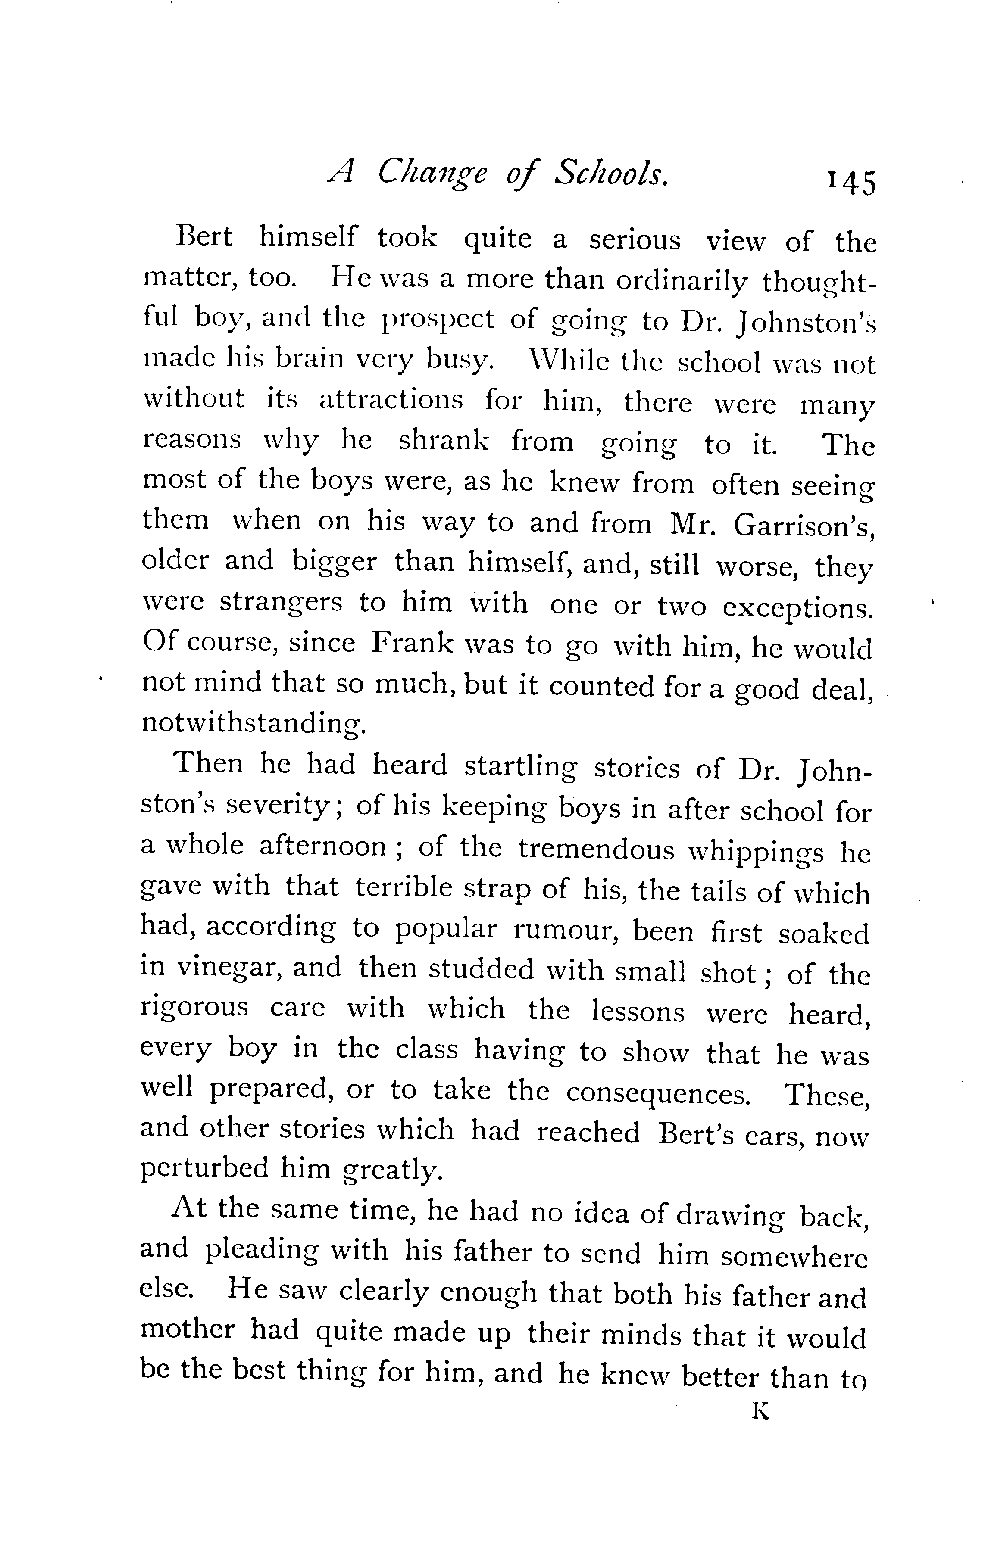 A Change of Schools. 145
Bert himself took quite a serious view of the
matter, too. He was a more than ordinarily thought-
ful boy, and the prospect of going to Dr. Johnston's
made his brain very busy. While the school was not
without its attractions for him, there were many
reasons why he shrank from going to it. The
most of the boys were, as he knew from often seeing
them when on his way to and from Mr. Garrison's,
older and bigger than himself, and, still worse, they
were strangers to him with one or two exceptions.
Of course, since Frank was to go with him, he would
not mind that so much, but it counted for a good deal,
notwithstanding.
Then he had heard startling stories of Dr. John-
ston's severity; of his keeping boys in after school for
a whole afternoon ; of the tremendous whippings he
gave with that terrible strap of his, the tails of which
had, according to popular rumour, been first soaked
in vinegar, and then studded with small shot ; of the
rigorous care with which the lessons were heard,
every boy in the class having to show that he was
well prepared, or to take the consequences. These,
and other stories which had reached Bert's ears, now
perturbed him greatly.
At the same time, he had no idea of drawing back,
and pleading with his father to send him somewhere
else. He saw clearly enough that both his father and
mother had quite made up their minds that it would
be the best thing for him, and he knew better than to
K